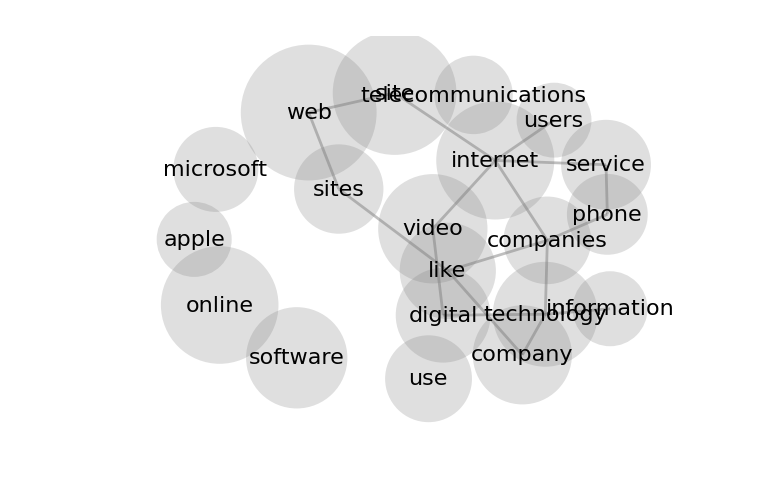 site
telecommunications
web
users
internet
service
microsoft
sites
phone
video
companies
apple
like
online
digital
technology
information
company
software
use